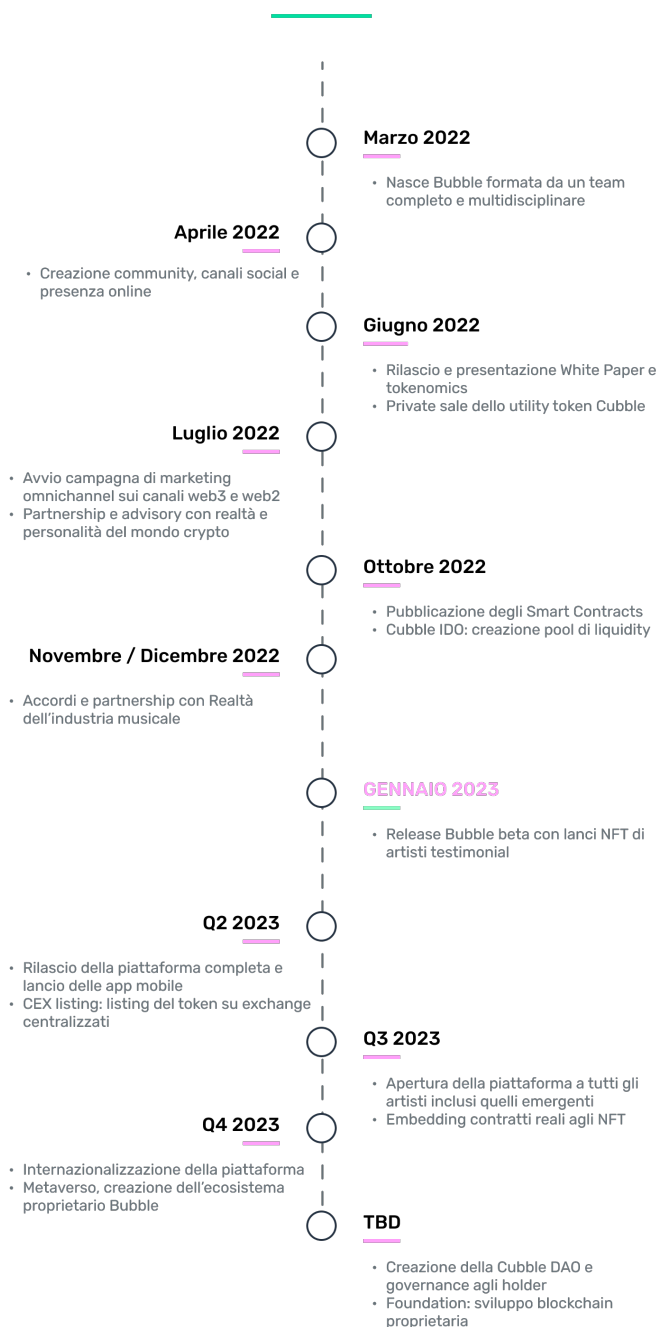 Marzo 2022
• Nasce Bubble formata da un team
completo e multidisciplinare
Aprile 2022
• Creazione community, canali social e
presenza online
Giugno 2022
• Rilascio e presentazione White Paper e
tokenomics
• Private sale dello utility token Cubble
Luglio 2022
• Avvio campagna di marketing
omnichannel sui canali web3 e web2
• Partnership e advisory con realtà e
personalità del mondo crypto
Ottobre 2022
• Pubblicazione degli Smart Contracts
• Cubble IDO: creazione pool di liquidity
Novembre / Dicembre 2022
• Accordi e partnership con Realtà
dell'industria musicale
GENNAIO 2023
• Release Bubble beta con lanci NFT di
artisti testimonial
Q2 2023
• Rilascio della piattaforma completa e
lancio delle app mobile
• CEX listing: listing del token su exchange
centralizzati
Q3 2023
• Apertura della piattaforma a tutti gli
artisti inclusi quelli emergenti
• Embedding contratti reali agli NFT
Q4 2023
• Internazionalizzazione della piattaforma
• Metaverso, creazione dell'ecosistema
proprietario Bubble
TBD
• Creazione della Cubble DAO e
governance agli holder
• Foundation: sviluppo blockchain
proprietaria